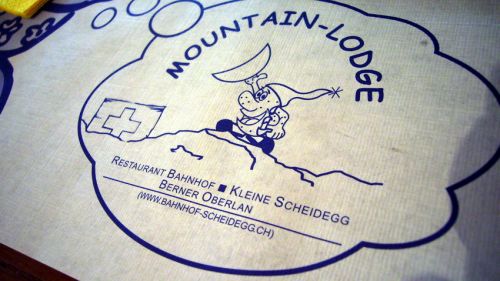 MOUNTAIN-LODGE
RESTAURANT BAHNHOF ■ KLEINE SCHEIDEGG
BERNER OBERLAN
(WWW.BAHNHOF-SCHEIDEGG.CH)